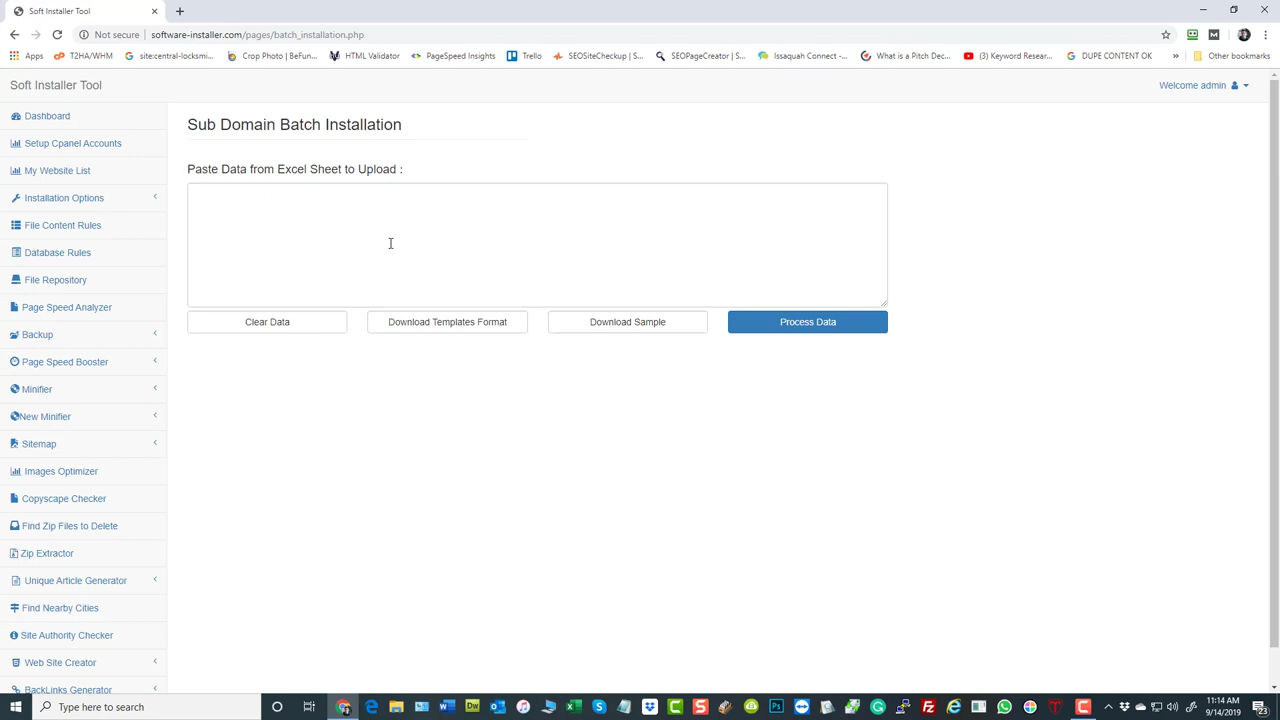 Soft Installer Tool
Not secure
software-installer.com/pages/batch_installation.php
Apps
T2HA/WHM
site:central-locksmi...
Crop Photo | BeFun...
HTML Validator
PageSpeed Insights
Trello
SEOSiteCheckup | S...
SEOPageCreator | S...
Issaquah Connect -...
What is a Pitch Dec...
(3) Keyword Resear...
DUPE CONTENT OK
»
Other bookmarks
Soft Installer Tool
Welcome admin
Dashboard
Setup Cpanel Accounts
My Website List
Installation Options
File Content Rules
Database Rules
File Repository
Page Speed Analyzer
Backup
Page Speed Booster
Minifier
New Minifier
Sitemap
Images Optimizer
Copyscape Checker
Find Zip Files to Delete
Zip Extractor
Unique Article Generator
Find Nearby Cities
Site Authority Checker
Web Site Creator
BackLinks Generator
Sub Domain Batch Installation
Paste Data from Excel Sheet to Upload :
Clear Data
Download Templates Format
Download Sample
Process Data
Type here to search
11:14 AM
9/14/2019
23